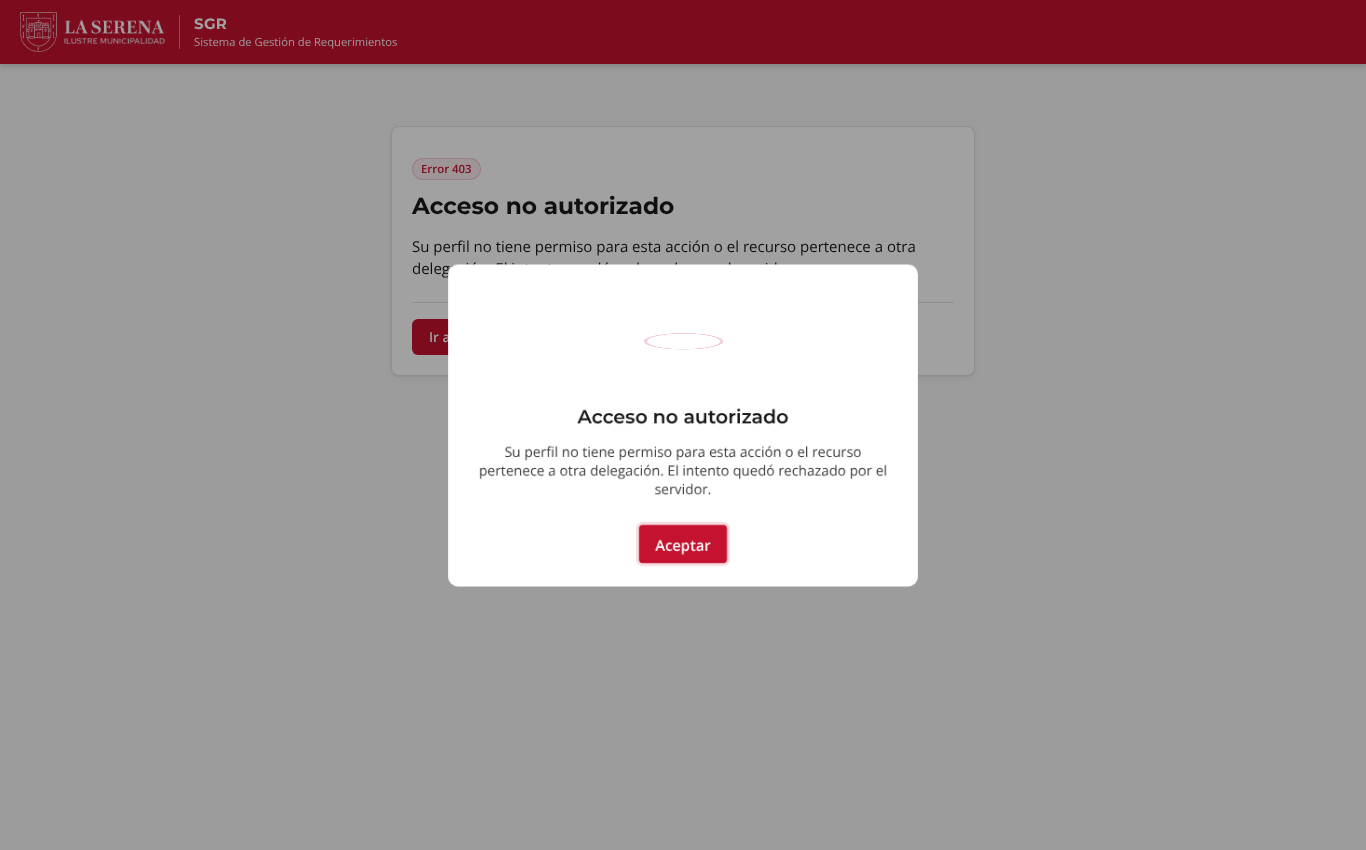 LA SERENA
ILUSTRE MUNICIPALIDAD
SGR
Sistema de Gestión de Requerimientos
Error 403
Acceso no autorizado
Su perfil no tiene permiso para esta acción o el recurso pertenece a otra
Ir
Acceso no autorizado
Su perfil no tiene permiso para esta acción o el recurso
pertenece a otra delegación. El intento quedó rechazado por el
servidor.
Aceptar